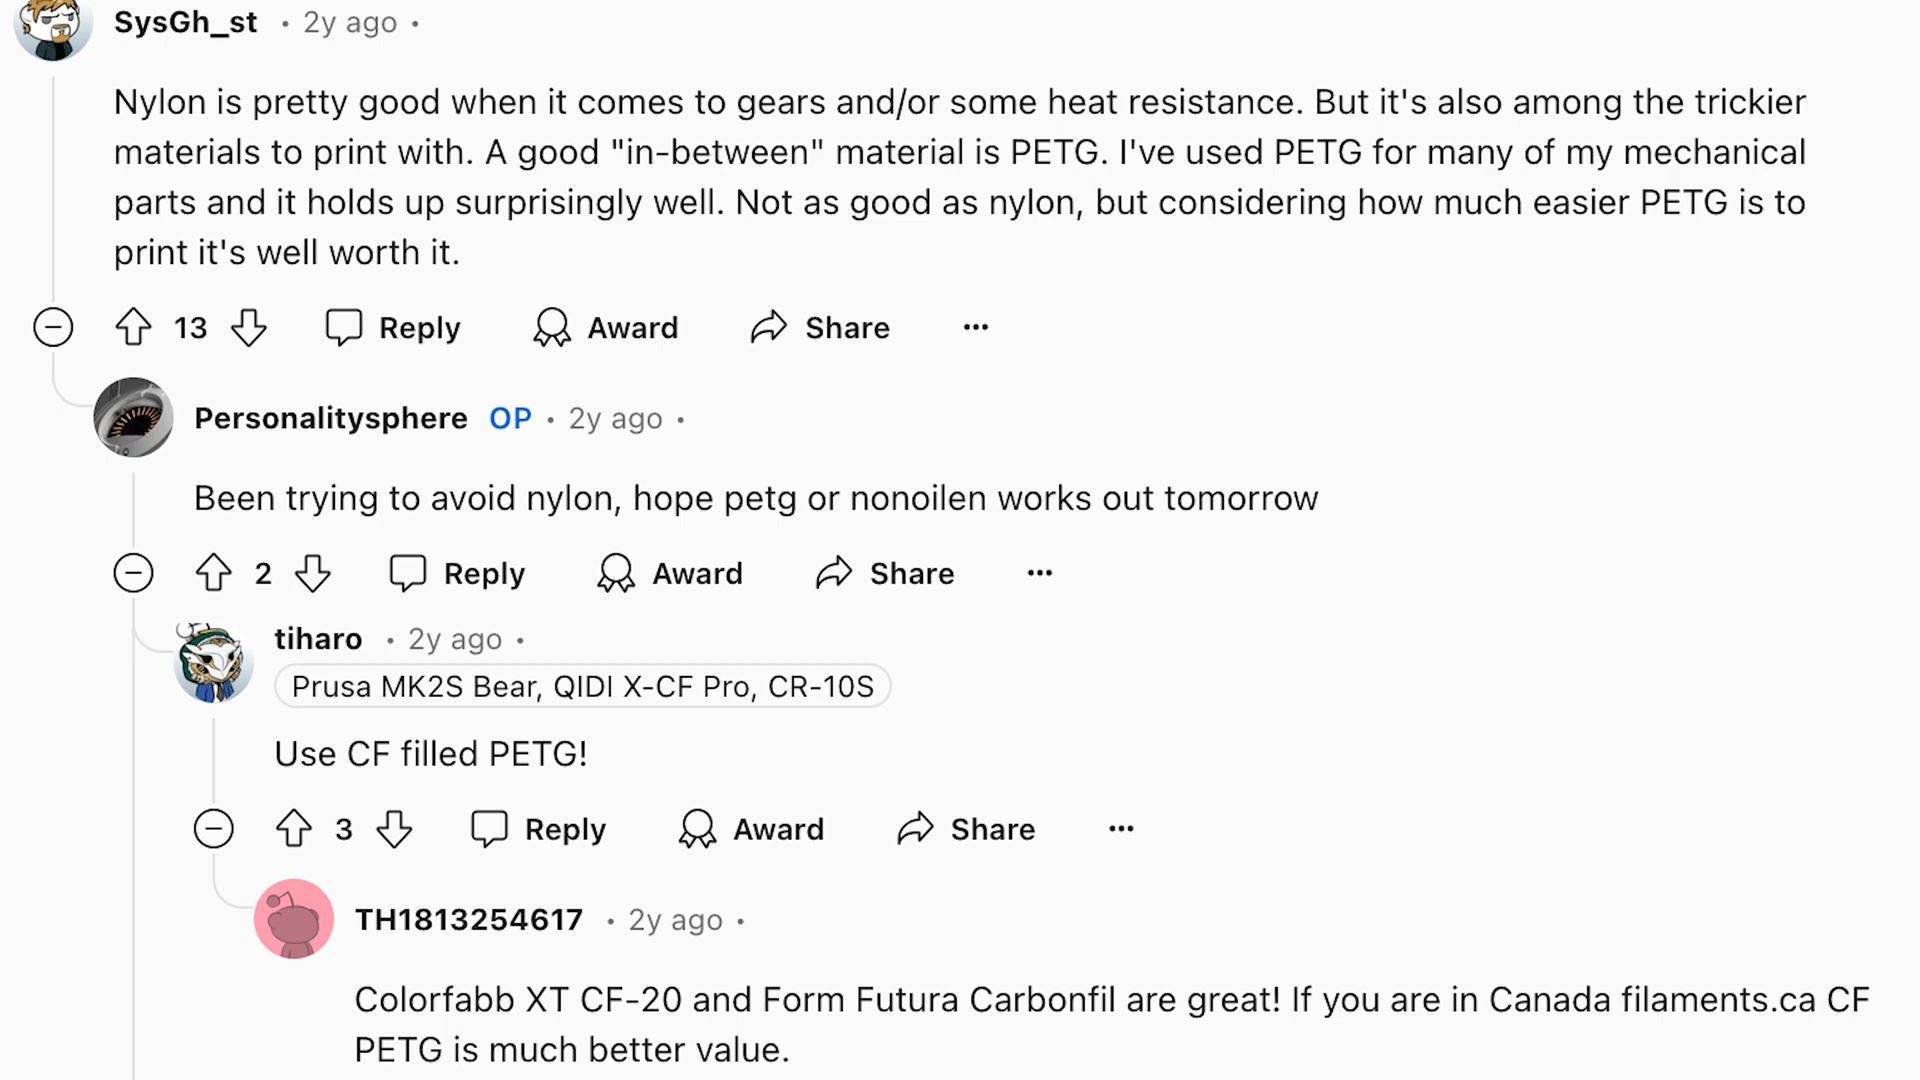 SysGh_st • 2y ago •
Nylon is pretty good when it comes to gears and/or some heat resistance. But it's also among the trickier
materials to print with. A good "in-between" material is PETG. I've used PETG for many of my mechanical
parts and it holds up surprisingly well. Not as good as nylon, but considering how much easier PETG is to
print it's well worth it.
13 Reply Award Share ...
Personalitysphere OP • 2y ago •
Been trying to avoid nylon, hope petg or nonoilen works out tomorrow
2 Reply Award Share ...
tiharo • 2y ago •
Prusa MK2S Bear, QIDI X-CF Pro, CR-10S
Use CF filled PETG!
3 Reply Award Share ...
TH1813254617 • 2y ago •
Colorfabb XT CF-20 and Form Futura Carbonfil are great! If you are in Canada filaments.ca CF
PETG is much better value.